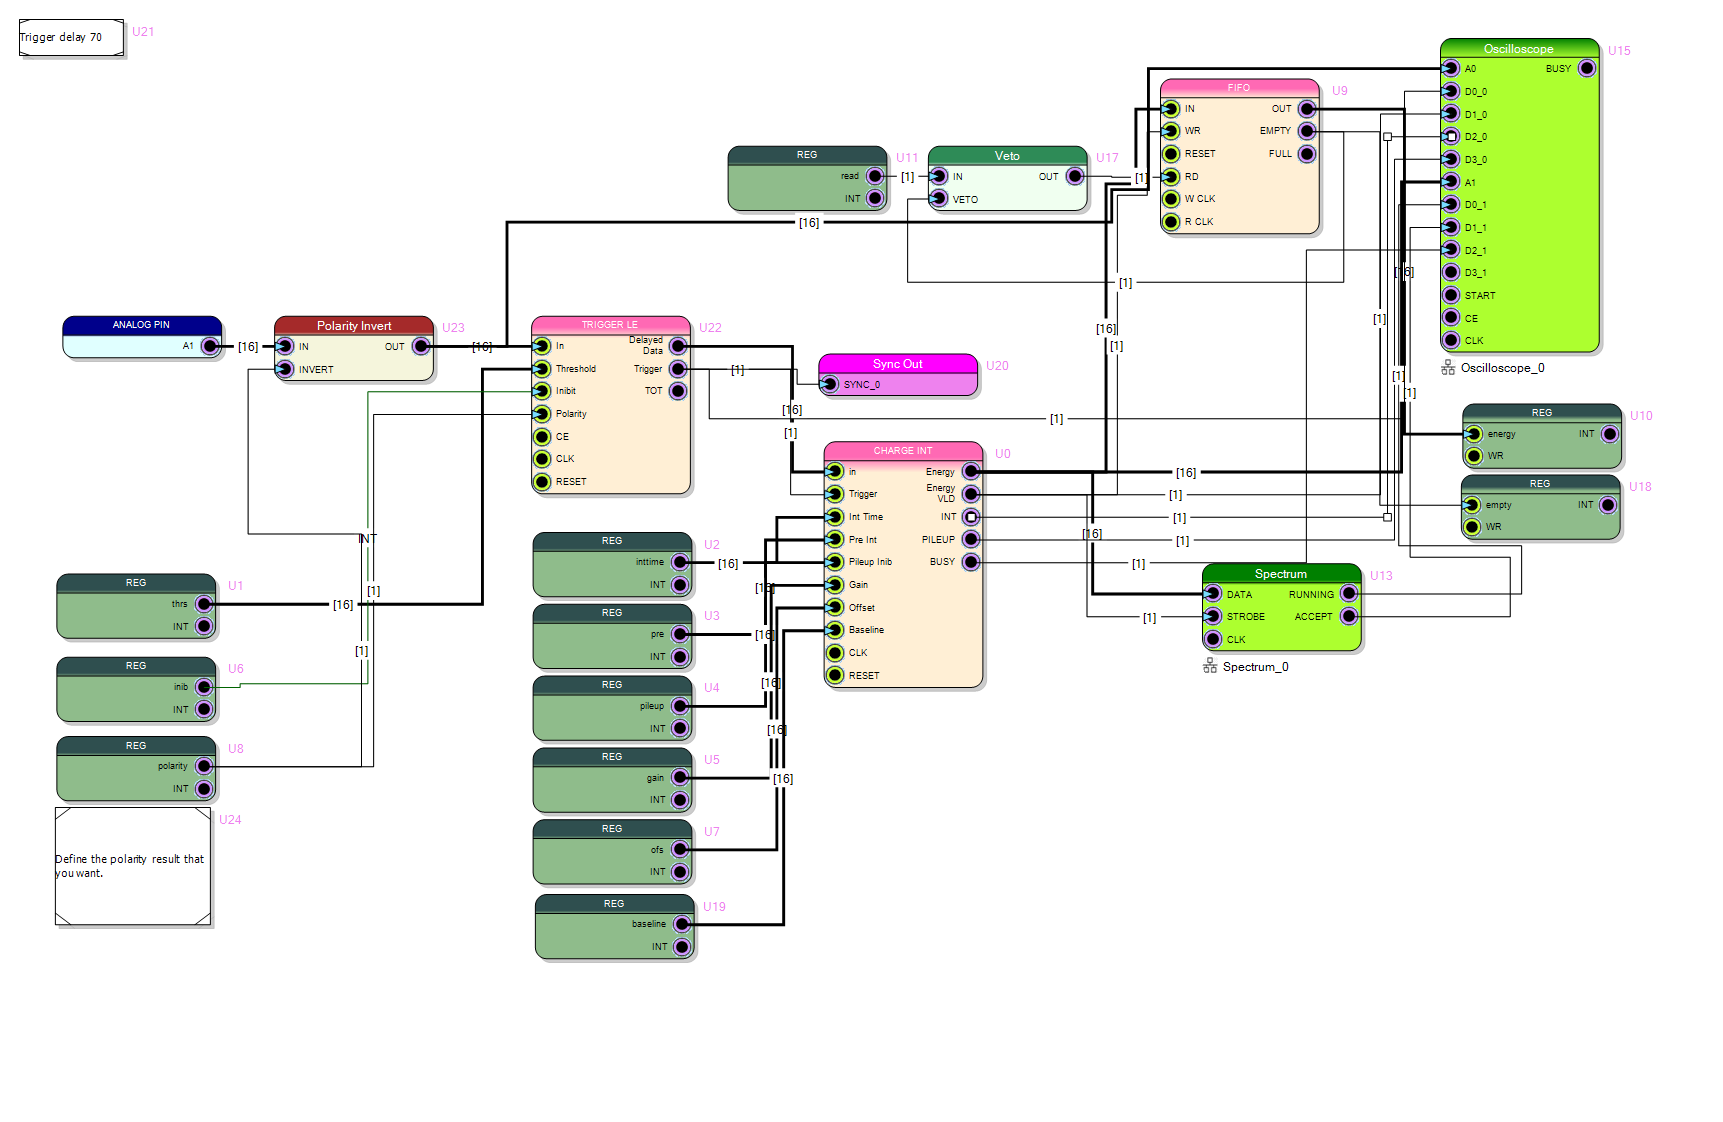 Trigger delay 70
U21
Oscilloscope
U15
A0
BUSY
D0_0
D1_0
D2_0
D3_0
A1
D0_1
D1_1
D2_1
D3_1
START
CE
CLK
Oscilloscope_0
FIFO
U9
IN
OUT
WR
EMPTY
RESET
FULL
RD
W CLK
R CLK
REG
U11
read
INT
[1]
Veto
U17
IN
OUT
VETO
[1]
[16]
[1]
[16]
[1]
[1]
[16]
[1]
[1]
ANALOG PIN
A1
[16]
Polarity Invert
U23
IN
OUT
INVERT
[16]
TRIGGER LE
U22
In
Delayed
Data
Threshold
Trigger
Inibit
TOT
Polarity
CE
CLK
RESET
[1]
Sync Out
U20
SYNC_0
[16]
[1]
[1]
REG
U10
energy
INT
WR
REG
U18
empty
INT
WR
CHARGE INT
U0
in
Energy
Trigger
Energy
VLD
Int Time
INT
Pre Int
PILEUP
Pileup Inib
BUSY
Gain
Offset
Baseline
CLK
RESET
[16]
[1]
[1]
[16]
[1]
[1]
[1]
Spectrum
U13
DATA
RUNNING
STROBE
ACCEPT
CLK
Spectrum_0
INT
[1]
[1]
REG
U1
thrs
INT
[16]
REG
U6
inib
INT
REG
U8
polarity
INT
U24
Define the polarity result that
you want.
REG
U2
inttime
INT
[16]
[16]
REG
U3
pre
INT
[16]
REG
U4
pileup
INT
[16]
REG
U5
gain
INT
[16]
[16]
REG
U7
ofs
INT
REG
U19
baseline
INT